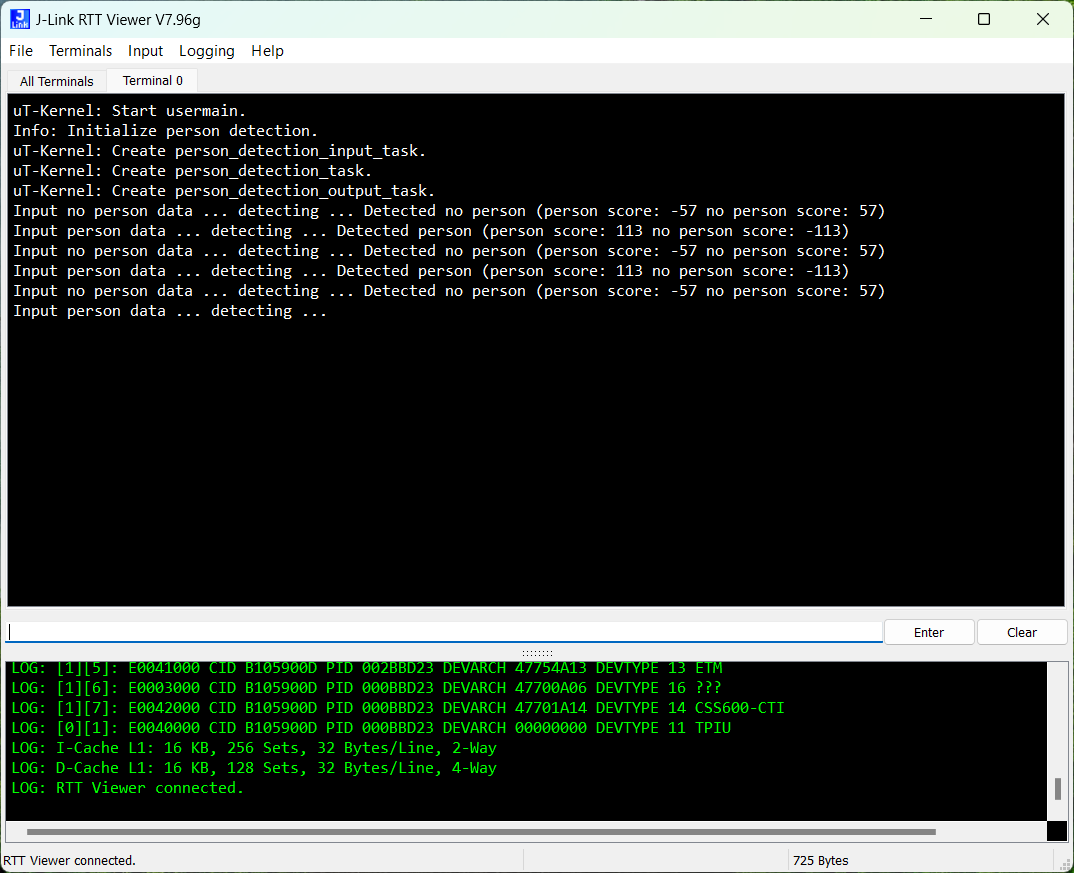 J-Link RTT Viewer V7.96g
File Terminals Input Logging Help
All Terminals Terminal 0
uT-Kernel: Start usermain.
Info: Initialize person detection.
uT-Kernel: Create person_detection_input_task.
uT-Kernel: Create person_detection_task.
uT-Kernel: Create person_detection_output_task.
Input no person data ... detecting ... Detected no person (person score: -57 no person score: 57)
Input person data ... detecting ... Detected person (person score: 113 no person score: -113)
Input no person data ... detecting ... Detected no person (person score: -57 no person score: 57)
Input person data ... detecting ... Detected person (person score: 113 no person score: -113)
Input no person data ... detecting ... Detected no person (person score: -57 no person score: 57)
Input person data ... detecting ...
Enter Clear
LOG: [1][5]: E0041000 CID B105900D PID 002BBD23 DEVARCH 47754A13 DEVTYPE 13 ETM
LOG: [1][6]: E0003000 CID B105900D PID 000BBD23 DEVARCH 47700A06 DEVTYPE 16 ???
LOG: [1][7]: E0042000 CID B105900D PID 000BBD23 DEVARCH 47701A14 DEVTYPE 14 CSS600-CTI
LOG: [0][1]: E0040000 CID B105900D PID 000BBD23 DEVARCH 00000000 DEVTYPE 11 TPIU
LOG: I-Cache L1: 16 KB, 256 Sets, 32 Bytes/Line, 2-Way
LOG: D-Cache L1: 16 KB, 128 Sets, 32 Bytes/Line, 4-Way
LOG: RTT Viewer connected.
RTT Viewer connected. 725 Bytes